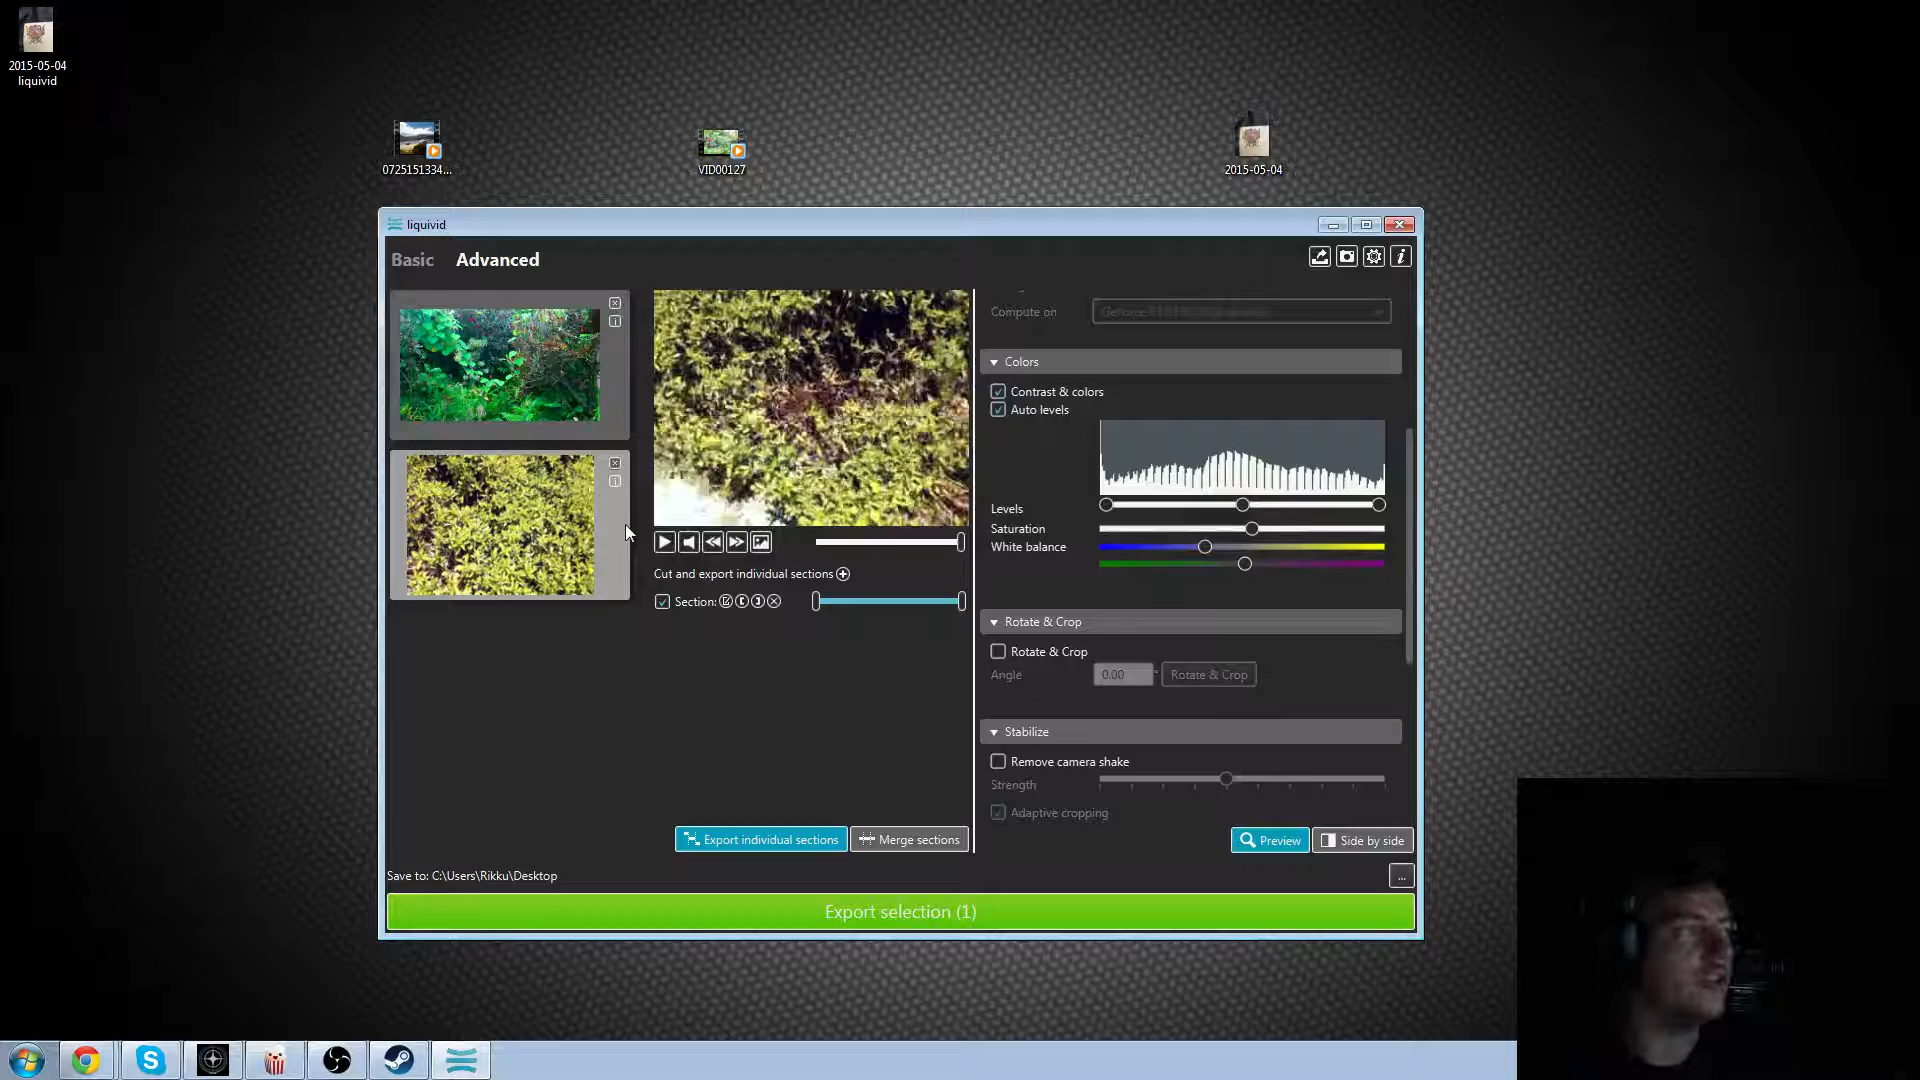 2015-05-04
liquivid
0725151334...
VID00127
2015-05-04
liquivid
Basic
Advanced
Compute on
Colors
Contrast & colors
Auto levels
Levels
Saturation
White balance
Cut and export individual sections
Section:
Rotate & Crop
Rotate & Crop
Angle
0.00
°
Rotate & Crop
Stabilize
Remove camera shake
Strength
Adaptive cropping
Export individual sections
Merge sections
Preview
Side by side
Save to: C:\Users\Rikku\Desktop
...
Export selection (1)